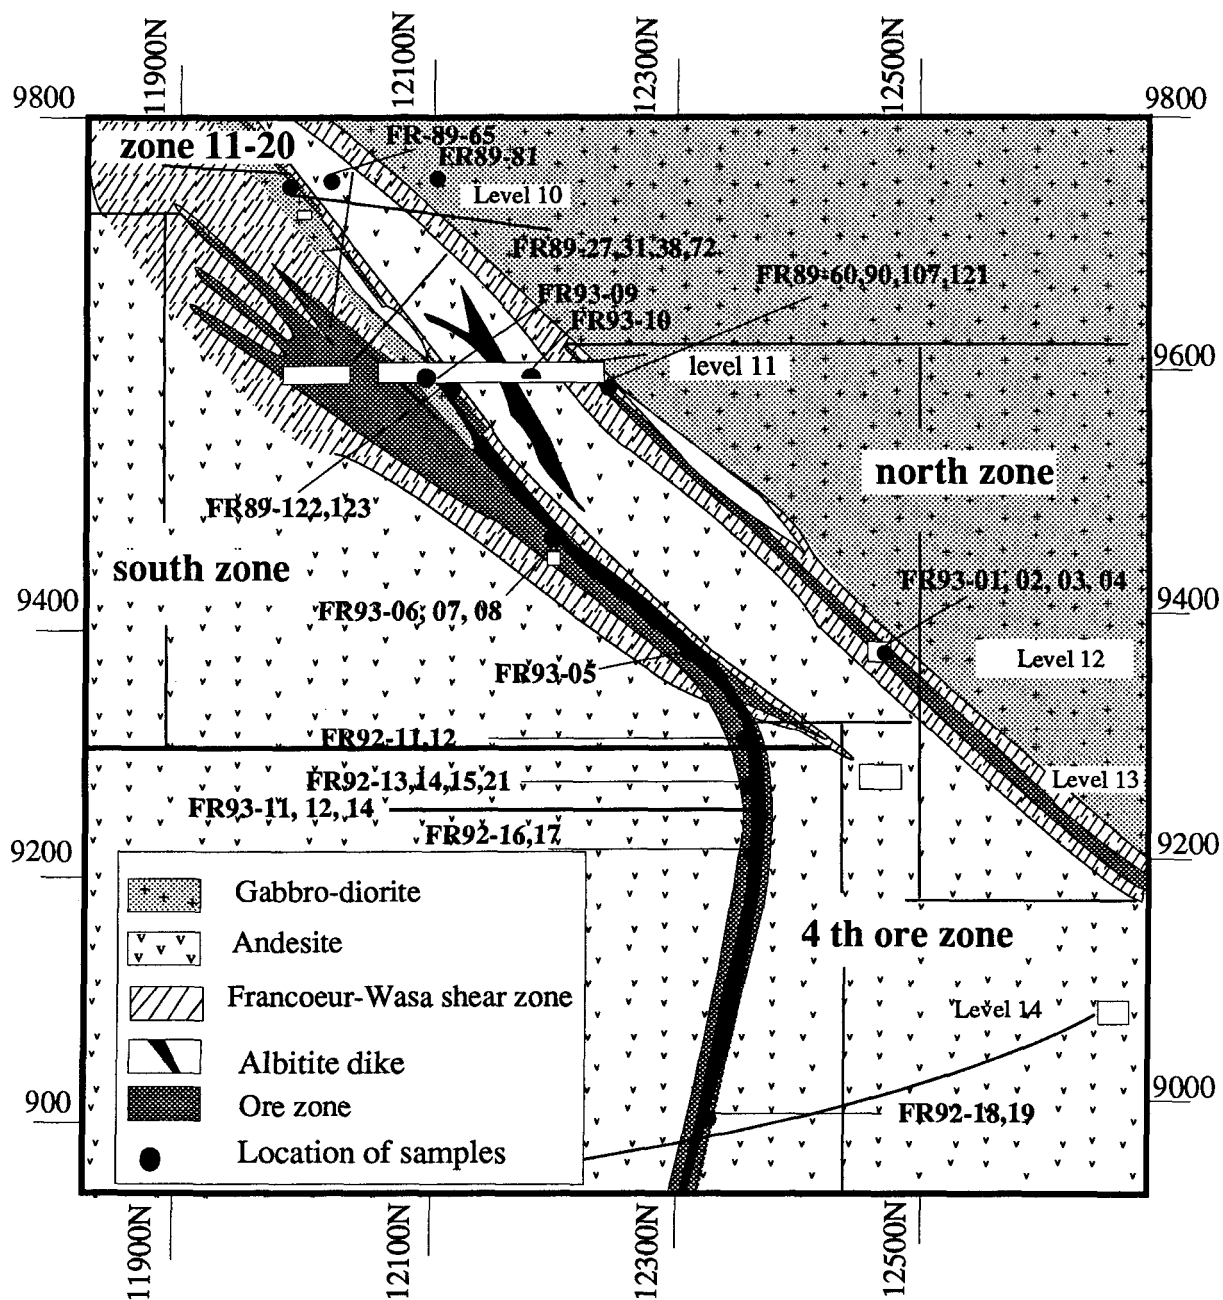 11900N
12100N
12300N
12500N
9800
9800
zone 11-20
FR-89-65
FR89-81
Level 10
FR89-27,31,38,72
FR89-60,90,107,121
FR93-09
FR93-10
9600
level 11
north zone
FR89-122,123
south zone
FR93-01, 02, 03, 04
9400
9400
FR93-06, 07, 08
Level 12
FR93-05
FR92-11,12
FR92-13,14,15,21
Level 13
FR93-11, 12, 14
FR92-16,17
9200
9200
Gabbro-diorite
4 th ore zone
Andesite
Francoeur-Wasa shear zone
Level 14
Albitite dike
900
Ore zone
9000
FR92-18,19
Location of samples
11900N
12100N
12300N
12500N